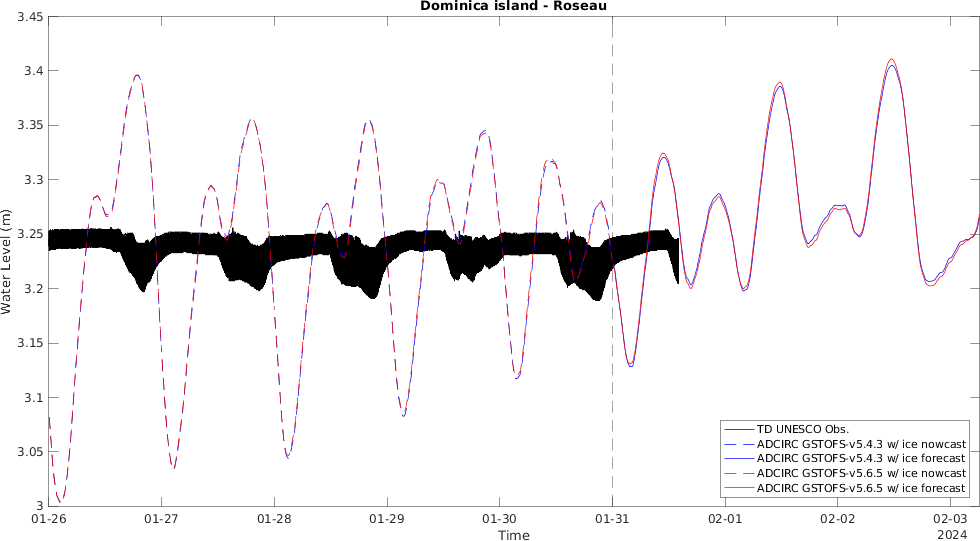 Dominica island - Roseau
3.45
3.4
3.35
3.3
3.25
3.2
3.15
3.1
3.05
3
Water Level (m)
01-26 01-27 01-28 01-29 01-30 01-31 02-01 02-02 02-03
Time
2024
TD UNESCO Obs.
ADCIRC GSTOFS-v5.4.3 w/ ice nowcast
ADCIRC GSTOFS-v5.4.3 w/ ice forecast
ADCIRC GSTOFS-v5.6.5 w/ ice nowcast
ADCIRC GSTOFS-v5.6.5 w/ ice forecast